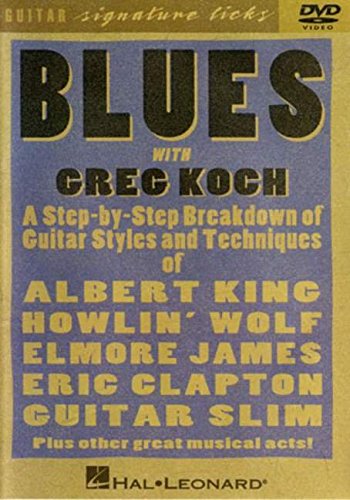 GUITAR signature licks DVD
VIDEO
BLUES
WITH
GREG KOCH
A Step-by-Step Breakdown of
Guitar Styles and Techniques
of
ALBERT KING
HOWLIN' WOLF
ELMORE JAMES
ERIC CLAPTON
GUITAR SLIM
Plus other great musical acts!
HAL•LEONARD®